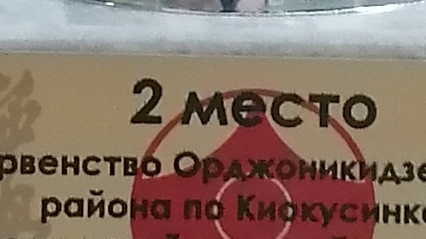 2 место
рвенство Орджоникидзе
района по Киокусинк